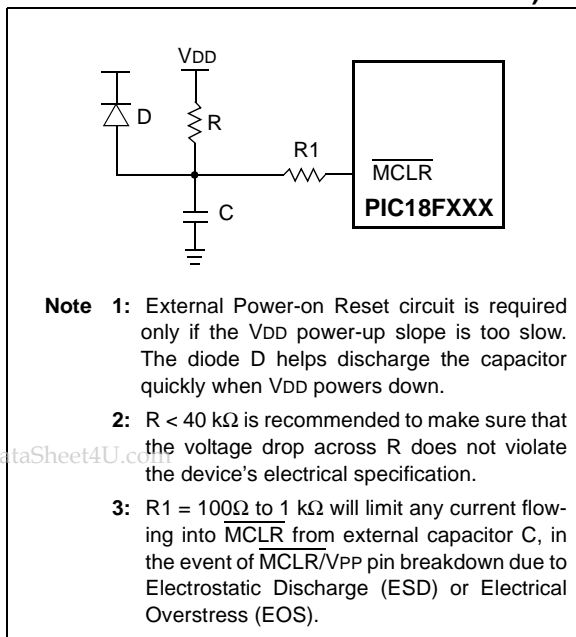 VDD
D
R
R1
MCLR
PIC18FXXX
C
Note 1: External Power-on Reset circuit is required
only if the VDD power-up slope is too slow.
The diode D helps discharge the capacitor
quickly when VDD powers down.
2: R < 40 kΩ is recommended to make sure that
the voltage drop across R does not violate
the device's electrical specification.
ataSheet4U.com
3: R1 = 100Ω to 1 kΩ will limit any current flow-
ing into MCLR from external capacitor C, in
the event of MCLR/VPP pin breakdown due to
Electrostatic Discharge (ESD) or Electrical
Overstress (EOS).